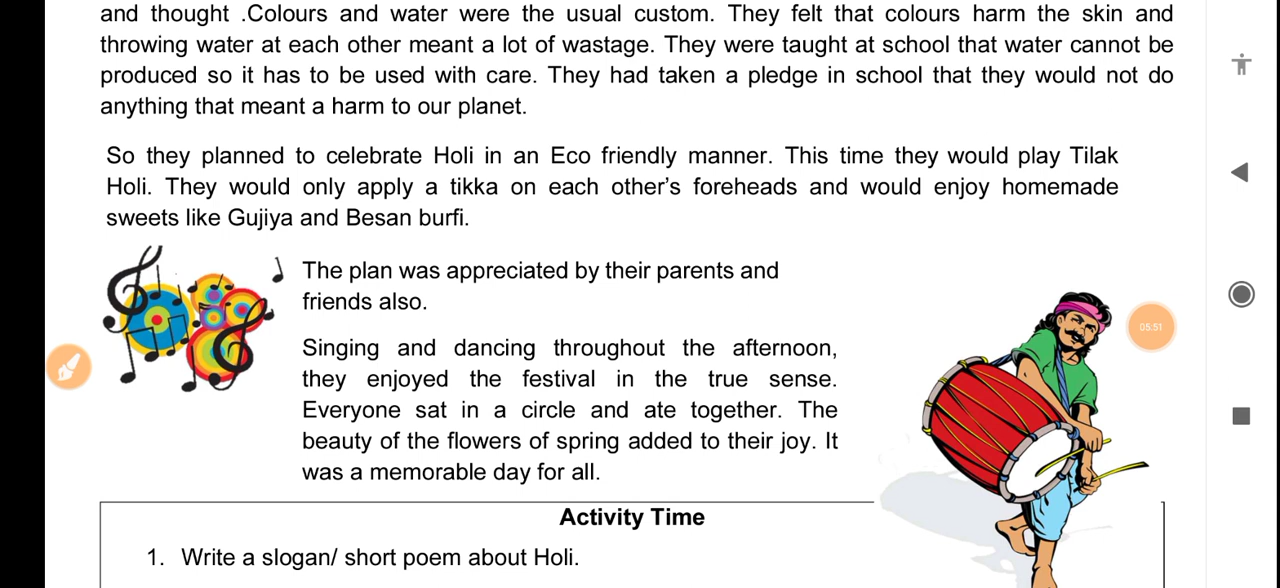 and thought .Colours and water were the usual custom. They felt that colours harm the skin and
throwing water at each other meant a lot of wastage. They were taught at school that water cannot be
produced so it has to be used with care. They had taken a pledge in school that they would not do
anything that meant a harm to our planet.
So they planned to celebrate Holi in an Eco friendly manner. This time they would play Tilak
Holi. They would only apply a tikka on each other’s foreheads and would enjoy homemade
sweets like Gujiya and Besan burfi.
The plan was appreciated by their parents and
friends also.
05:51
Singing and dancing throughout the afternoon,
they enjoyed the festival in the true sense.
Everyone sat in a circle and ate together. The
beauty of the flowers of spring added to their joy. It
was a memorable day for all.
Activity Time
1. Write a slogan/ short poem about Holi.